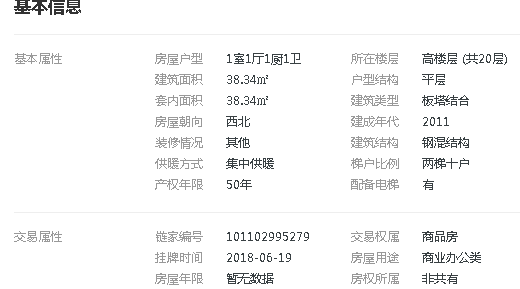 基本信息
基本属性 房屋户型 1室1厅1厨1卫 所在楼层 高楼层 (共20层)
建筑面积 38.34㎡ 户型结构 平层
套内面积 38.34㎡ 建筑类型 板塔结合
房屋朝向 西北 建成年代 2011
装修情况 其他 建筑结构 钢混结构
供暖方式 集中供暖 梯户比例 两梯十户
产权年限 50年 配备电梯 有
交易属性 链家编号 101102995279 交易权属 商品房
挂牌时间 2018-06-19 房屋用途 商业办公类
房屋年限 暂无数据 房权所属 非共有